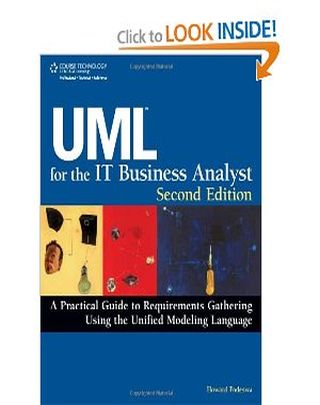 Click to LOOK INSIDE!
COURSE TECHNOLOGY
UML™
for the IT Business Analyst
Second Edition
A Practical Guide to Requirements Gathering
Using the Unified Modeling Language
Howard Podeswa